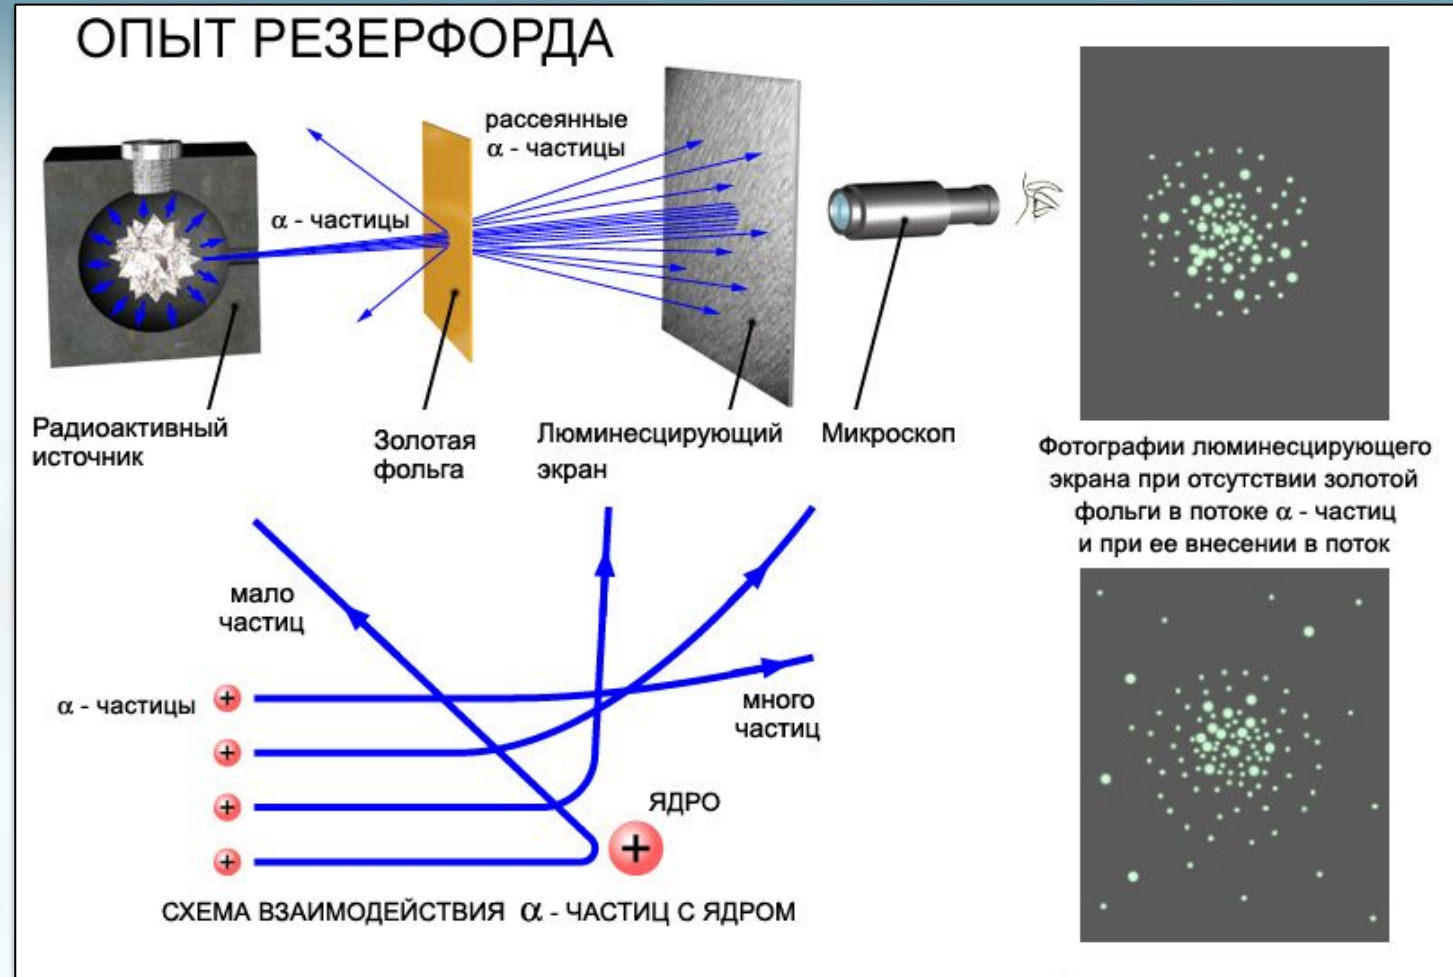 ОПЫТ РЕЗЕРФОРДА
рассеянные
α - частицы
α - частицы
Радиоактивный
источник
Золотая
фольга
Люминесцирующий
экран
Микроскоп
Фотографии люминесцирующего
экрана при отсутствии золотой
фольги в потоке α - частиц
и при ее внесении в поток
мало
частиц
α - частицы
+
+
+
+
много
частиц
ЯДРО
+
СХЕМА ВЗАИМОДЕЙСТВИЯ α - ЧАСТИЦ С ЯДРОМ